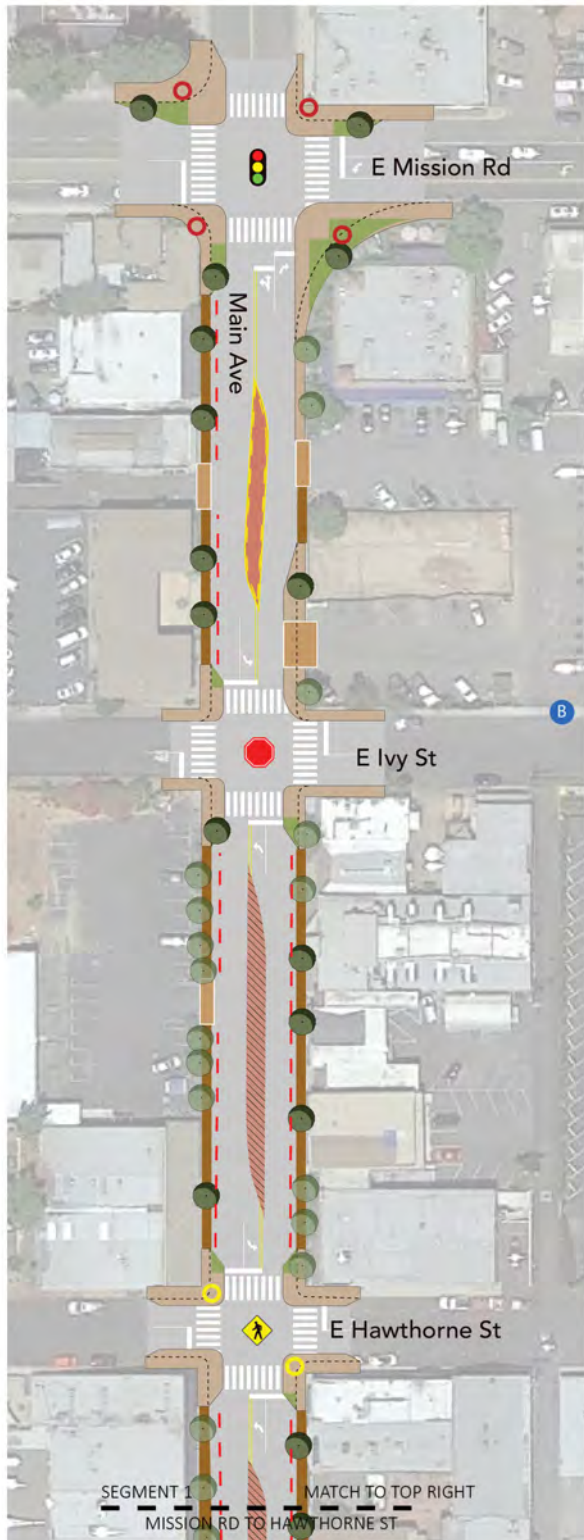 E Mission Rd
Main Ave
B
E Ivy St
E Hawthorne St
SEGMENT 1
MATCH TO TOP RIGHT
MISSION RD TO HAWTHORNE ST